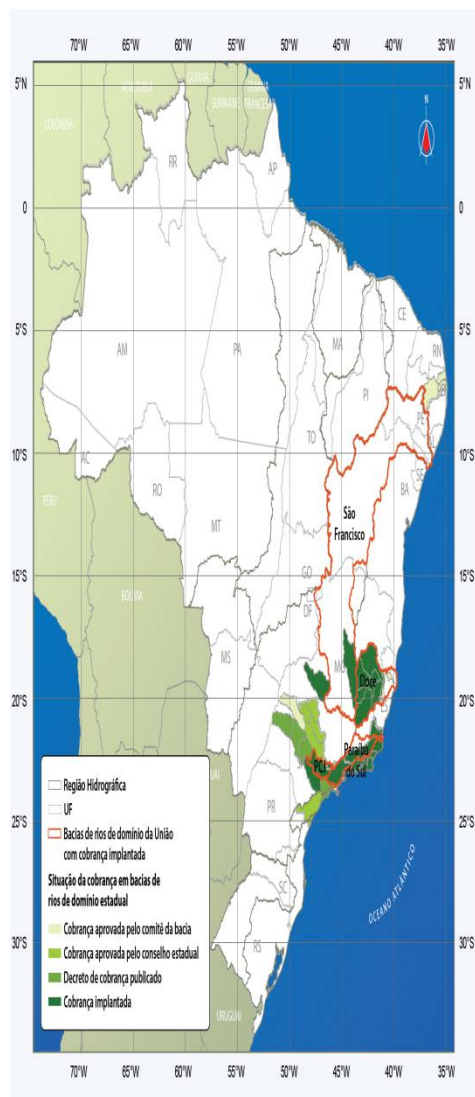 70°W 65°W 60°W 55°W 50°W 45°W 40°W 35°W
5°N
5°N
VENEZUELA
GUIANA
SURINAME
GUIANA
FRANCESA
COLÔMBIA
N
RR
AP
0
0
CE
RN
5°S
5°S
AM
PA
MA
PI
PB
PE
TO
AC
AL
10°S
10°S
SE
RO
BA
PERU
São
Francisco
MT
15°S
15°S
GO
DF
BOLÍVIA
MS
MG
Doce
20°S
20°S
ES
Paraíba
do Sul
PCJ
PR
25°S
25°S
SC
RS
30°S
30°S
OCEANO ATLÂNTICO
URUGUAI
Região Hidrográfica
UF
Bacias de rios de domínio da União
com cobrança implantada
Situação da cobrança em bacias de
rios de domínio estadual
Cobrança aprovada pelo comitê da bacia
Cobrança aprovada pelo conselho estadual
Decreto de cobrança publicado
Cobrança implantada
70°W 65°W 60°W 55°W 50°W 45°W 40°W 35°W